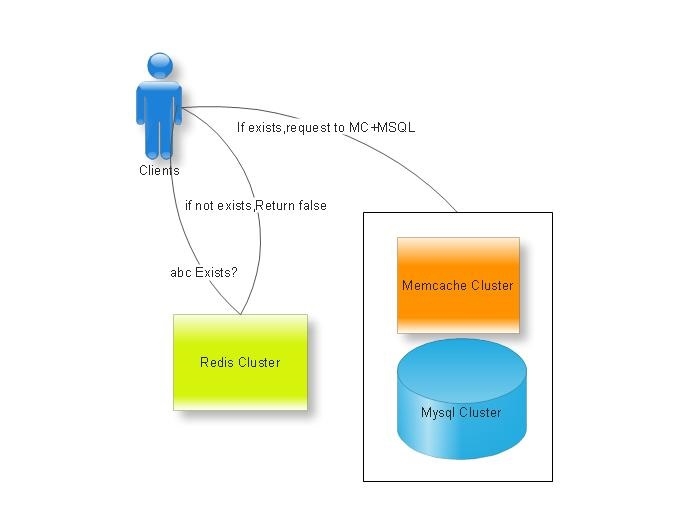 If exists,request to MC+MSQL
Clients
if not exists,Return false
abc Exists?
Memcache Cluster
Redis Cluster
Mysql Cluster